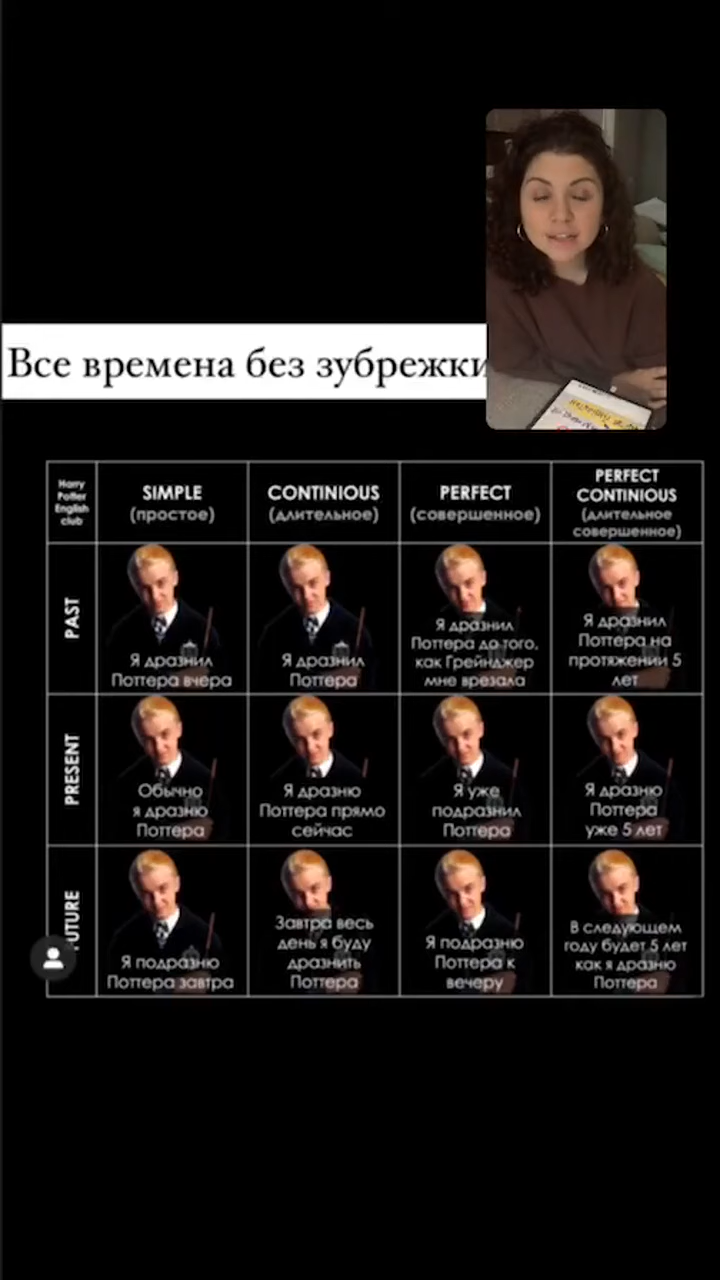 Все времена без зубрежки
Harry
Potter
English
club
SIMPLE
(простое)
CONTINIOUS
(длительное)
PERFECT
(совершенное)
PERFECT
CONTINIOUS
(длительное
совершенное)
PAST
Я дразнил
Поттера вчера
Я дразнил
Поттера
Я дразнил
Поттера до того,
как Грейнджер
мне врезала
Я дразнил
Поттера на
протяжении 5
лет
PRESENT
Обычно
я дразню
Поттера
Я дразню
Поттера прямо
сейчас
Я уже
подразнил
Поттера
Я дразню
Поттера
уже 5 лет
FUTURE
Я подразню
Поттера завтра
Завтра весь
день я буду
дразнить
Поттера
Я подразню
Поттера к
вечеру
В следующем
году будет 5 лет
как я дразню
Поттера